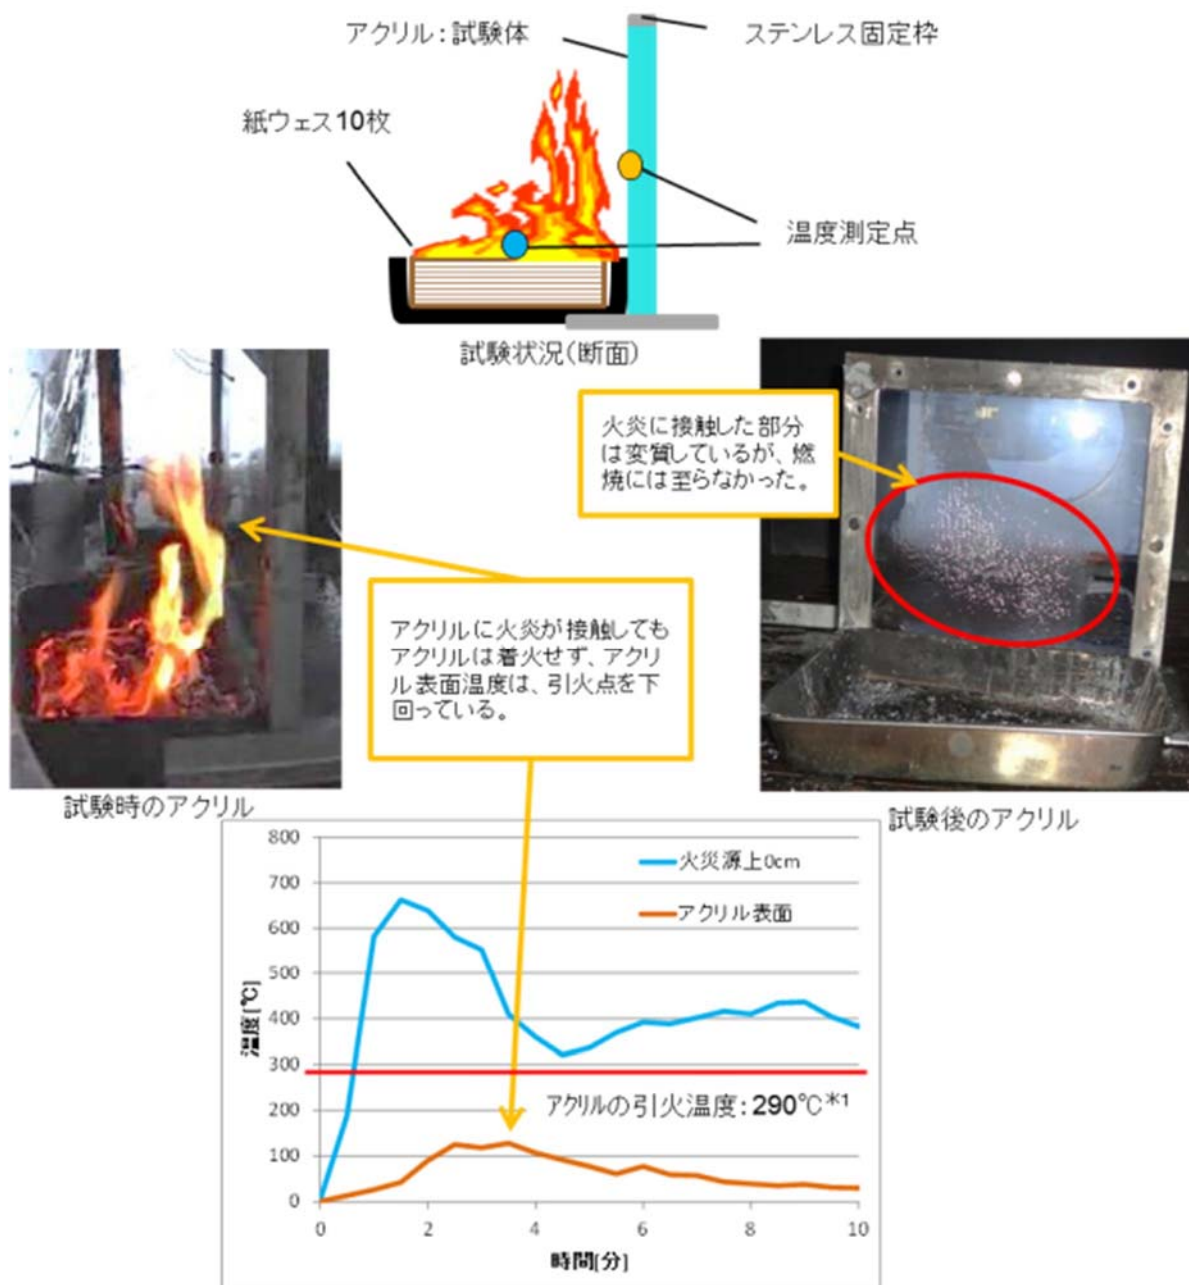 アクリル：試験体
ステンレス固定枠
紙ウェス10枚
温度測定点
試験状況(断面)
火炎に接触した部分
は変質しているが、燃
焼には至らなかった。
アクリルに火炎が接触しても
アクリルは着火せず、アクリ
ル表面温度は、引火点を下
回っている。
試験時のアクリル
試験後のアクリル
800
700
600
500
400
300
200
100
0
温度[℃]
火災源上0cm
アクリル表面
アクリルの引火温度：290℃*1
0
2
4
6
8
10
時間[分]